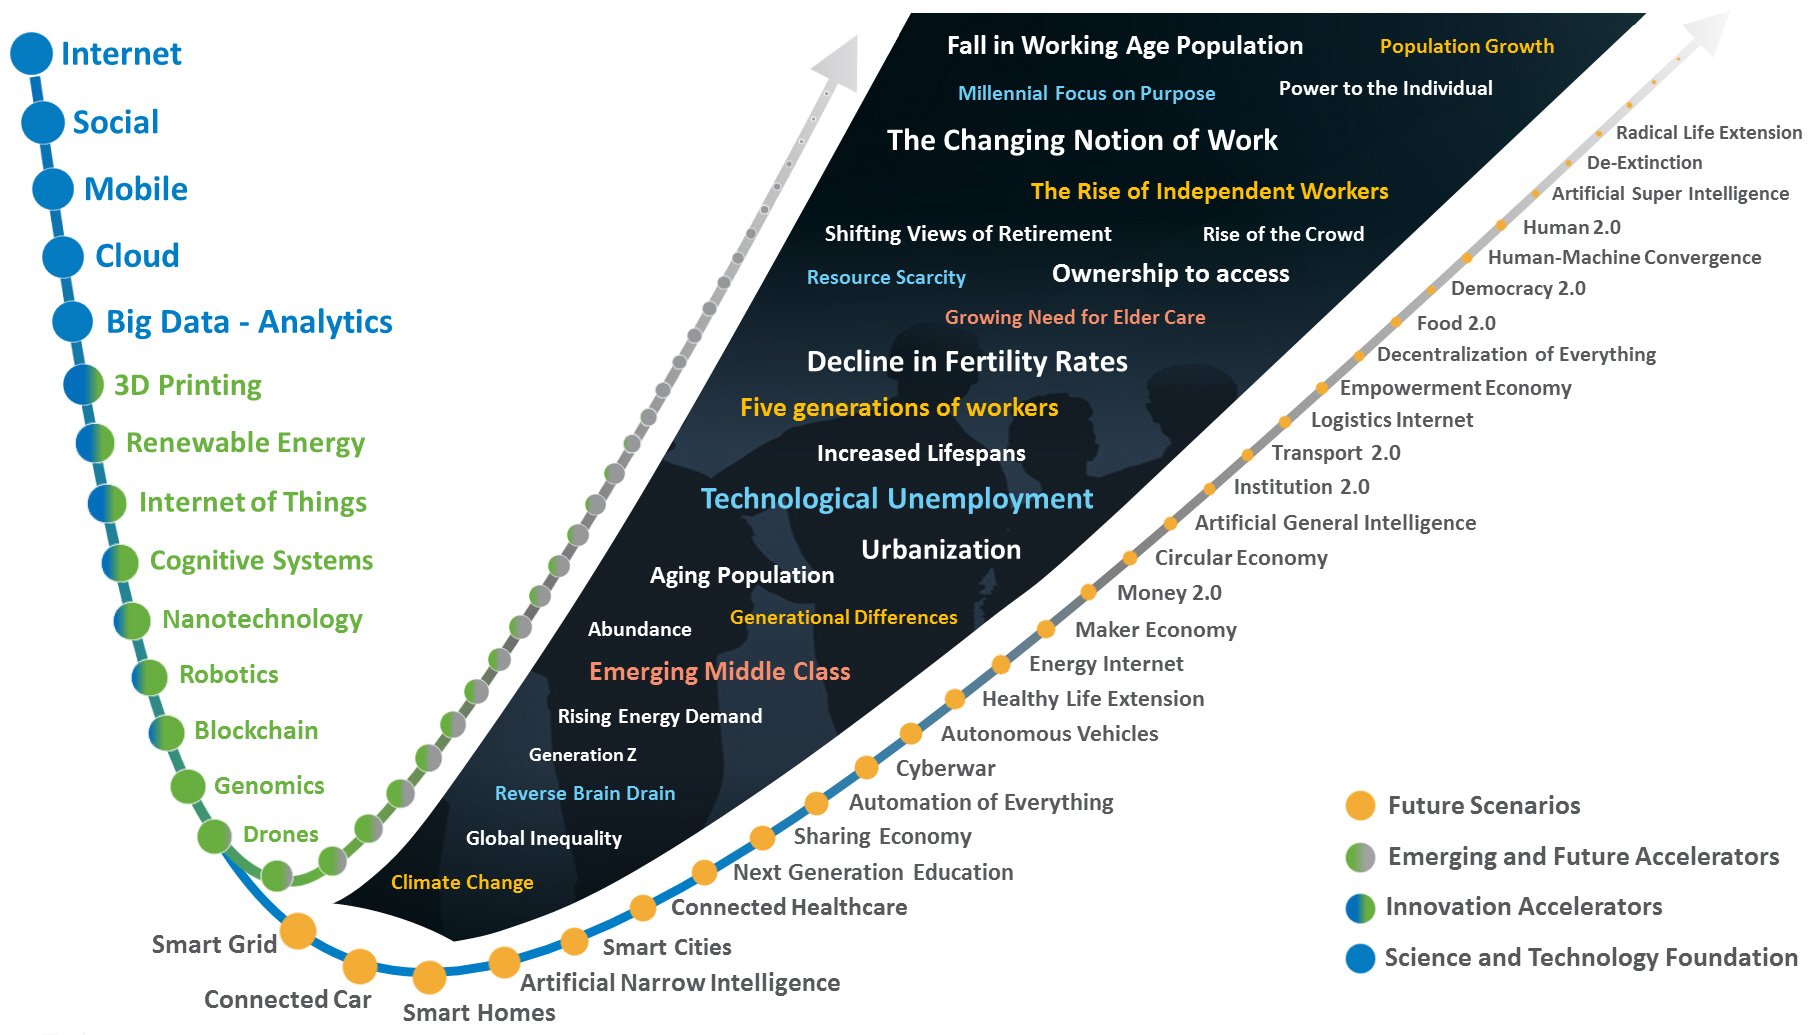 Internet
Social
Mobile
Cloud
Big Data - Analytics
3D Printing
Renewable Energy
Internet of Things
Cognitive Systems
Nanotechnology
Robotics
Blockchain
Genomics
Drones
Smart Grid
Connected Car
Smart Homes
Artificial Narrow Intelligence
Smart Cities
Connected Healthcare
Next Generation Education
Sharing Economy
Automation of Everything
Cyberwar
Autonomous Vehicles
Healthy Life Extension
Energy Internet
Maker Economy
Money 2.0
Circular Economy
Artificial General Intelligence
Institution 2.0
Transport 2.0
Logistics Internet
Empowerment Economy
Decentralization of Everything
Food 2.0
Democracy 2.0
Human-Machine Convergence
Human 2.0
Artificial Super Intelligence
De-Extinction
Radical Life Extension
Fall in Working Age Population
Population Growth
Millennial Focus on Purpose
Power to the Individual
The Changing Notion of Work
The Rise of Independent Workers
Shifting Views of Retirement
Rise of the Crowd
Resource Scarcity
Ownership to access
Growing Need for Elder Care
Decline in Fertility Rates
Five generations of workers
Increased Lifespans
Technological Unemployment
Urbanization
Aging Population
Generational Differences
Abundance
Emerging Middle Class
Rising Energy Demand
Generation Z
Reverse Brain Drain
Global Inequality
Climate Change
Future Scenarios
Emerging and Future Accelerators
Innovation Accelerators
Science and Technology Foundation